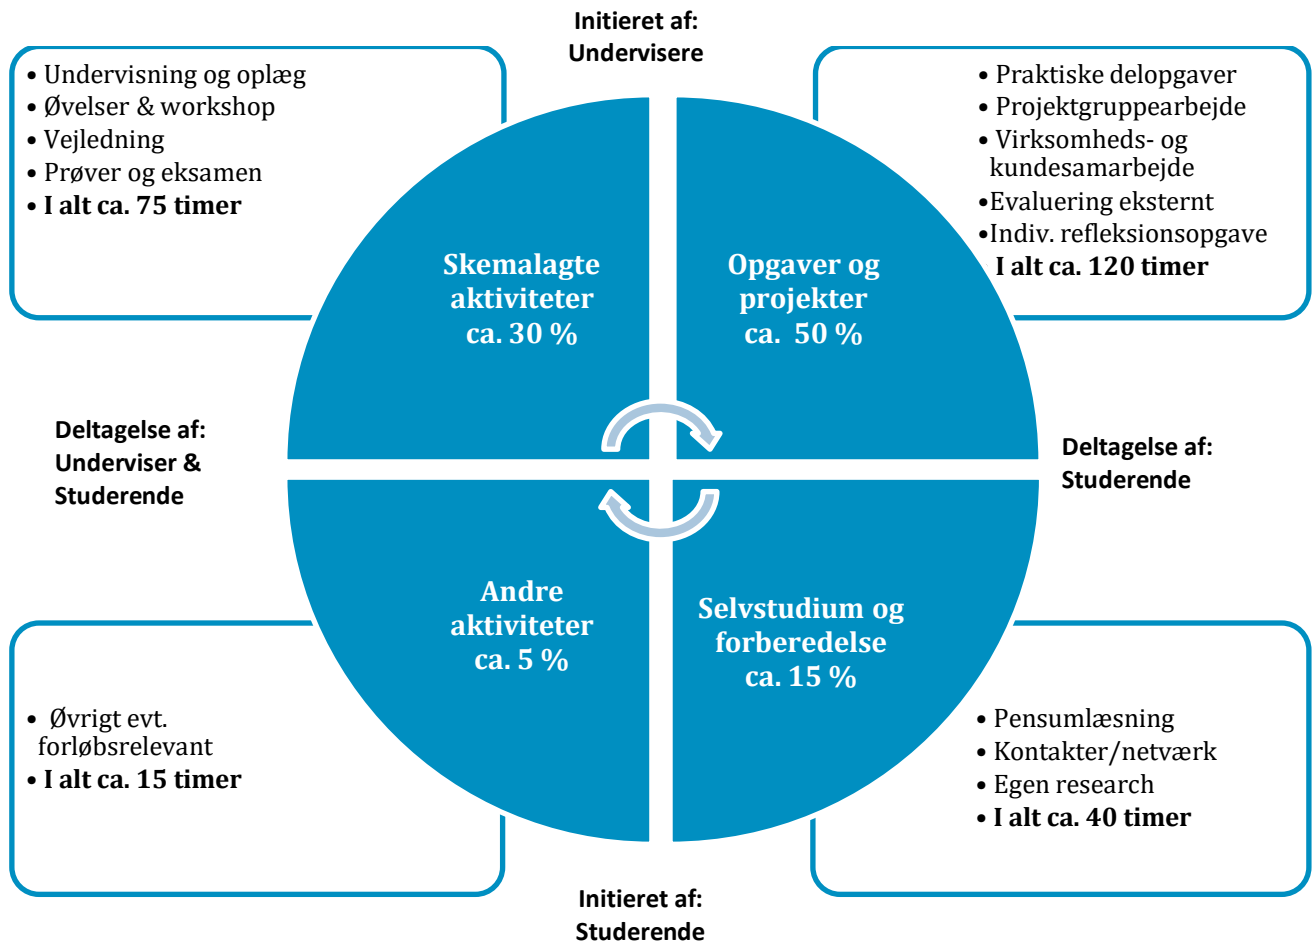 Initieret af:
Undervisere
• Undervisning og oplæg
• Øvelser & workshop
• Vejledning
• Prøver og eksamen
• I alt ca. 75 timer
• Praktiske delopgaver
• Projektgruppearbejde
• Virksomheds- og
kundesamarbejde
•Evaluering eksternt
•Indiv. refleksionsopgave
• I alt ca. 120 timer
Skemalagte
aktiviteter
ca. 30 %
Opgaver og
projekter
ca. 50 %
Deltagelse af:
Underviser &
Studerende
Deltagelse af:
Studerende
Andre
aktiviteter
ca. 5 %
Selvstudium og
forberedelse
ca. 15 %
• Øvrigt evt.
forløbsrelevant
• I alt ca. 15 timer
• Pensumlæsning
• Kontakter/netværk
• Egen research
• I alt ca. 40 timer
Initieret af:
Studerende